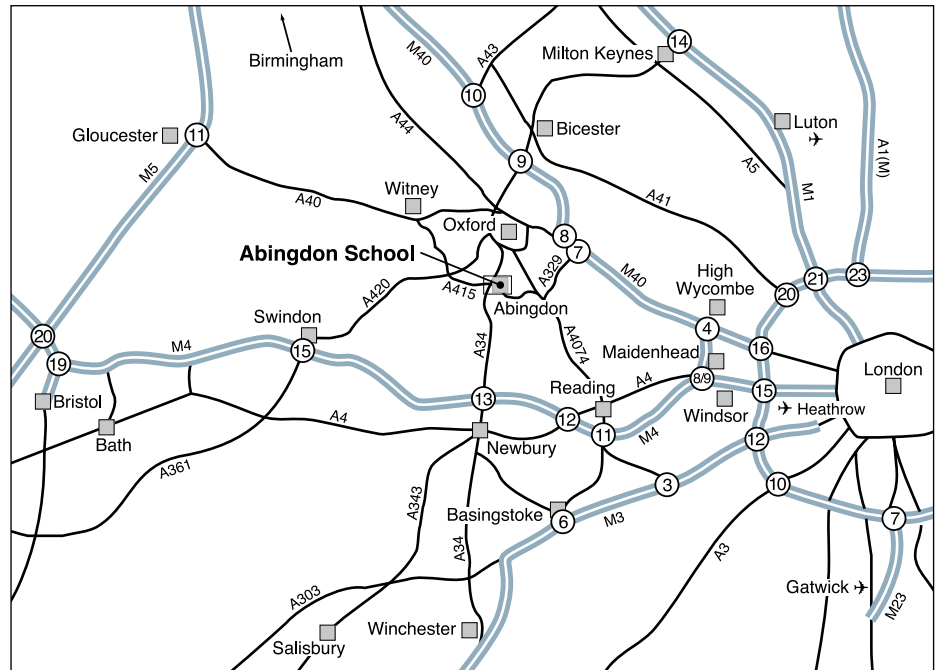 Birmingham
M40
A43
Milton Keynes
14
10
Gloucester
11
A44
Bicester
Luton
A1(M)
M5
9
A5
M1
A40
Witney
A41
Oxford
8
7
Abingdon School
A329
M40
High
Wycombe
21
23
20
A415
Abingdon
A420
20
Swindon
4
19
M4
15
A34
A4074
Maidenhead
16
London
8/9
15
Bristol
13
Reading
A4
Windsor
Heathrow
Bath
A4
12
11
M4
12
Newbury
A361
A343
3
10
Basingstoke
6
M3
7
A34
A3
A303
Gatwick
M23
Salisbury
Winchester